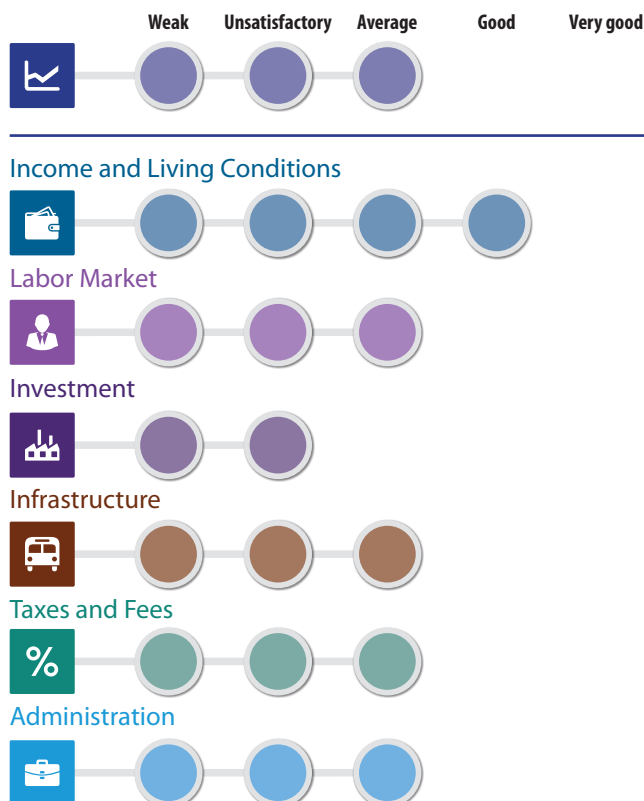 Weak Unsatisfactory Average Good Very good
Income and Living Conditions
Labor Market
Investment
Infrastructure
Taxes and Fees
%
Administration